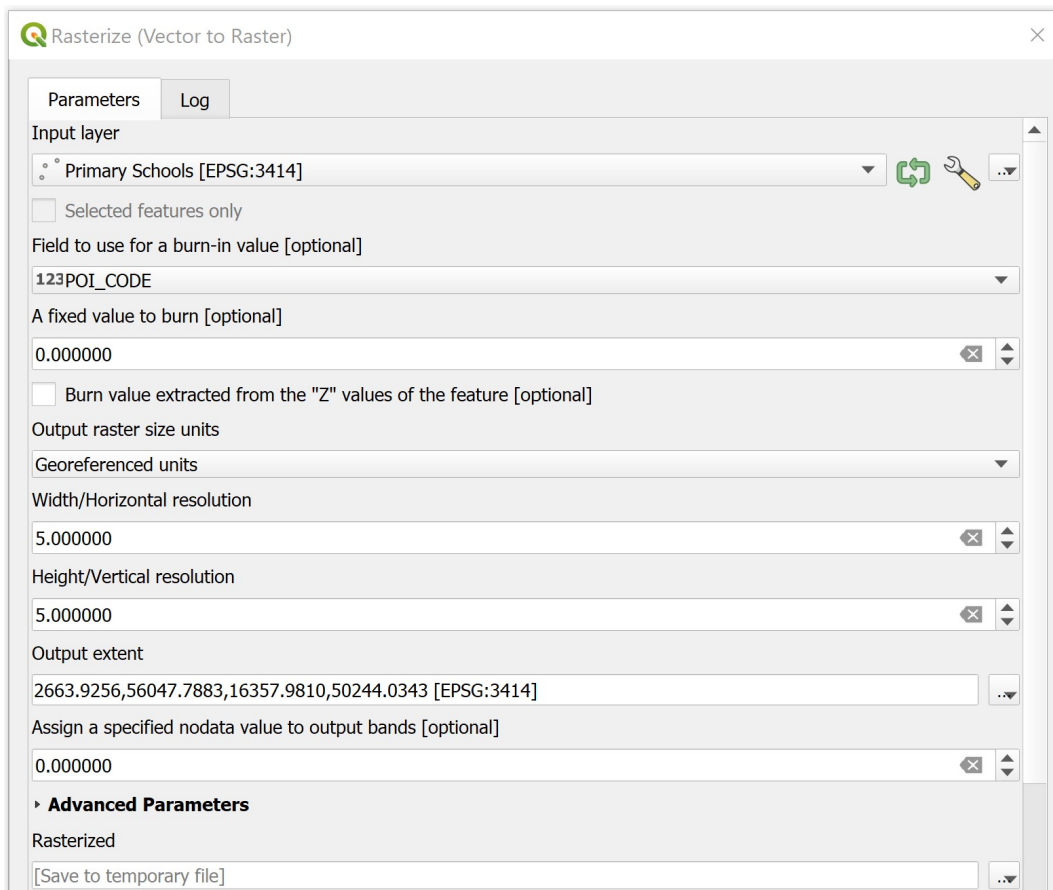 Rasterize (Vector to Raster)
Parameters Log
Input layer
Primary Schools [EPSG:3414]
Selected features only
Field to use for a burn-in value [optional]
123 POI_CODE
A fixed value to burn [optional]
0.000000
Burn value extracted from the "Z" values of the feature [optional]
Output raster size units
Georeferenced units
Width/Horizontal resolution
5.000000
Height/Vertical resolution
5.000000
Output extent
2663.9256,56047.7883,16357.9810,50244.0343 [EPSG:3414]
Assign a specified nodata value to output bands [optional]
0.000000
Advanced Parameters
Rasterized
[Save to temporary file]